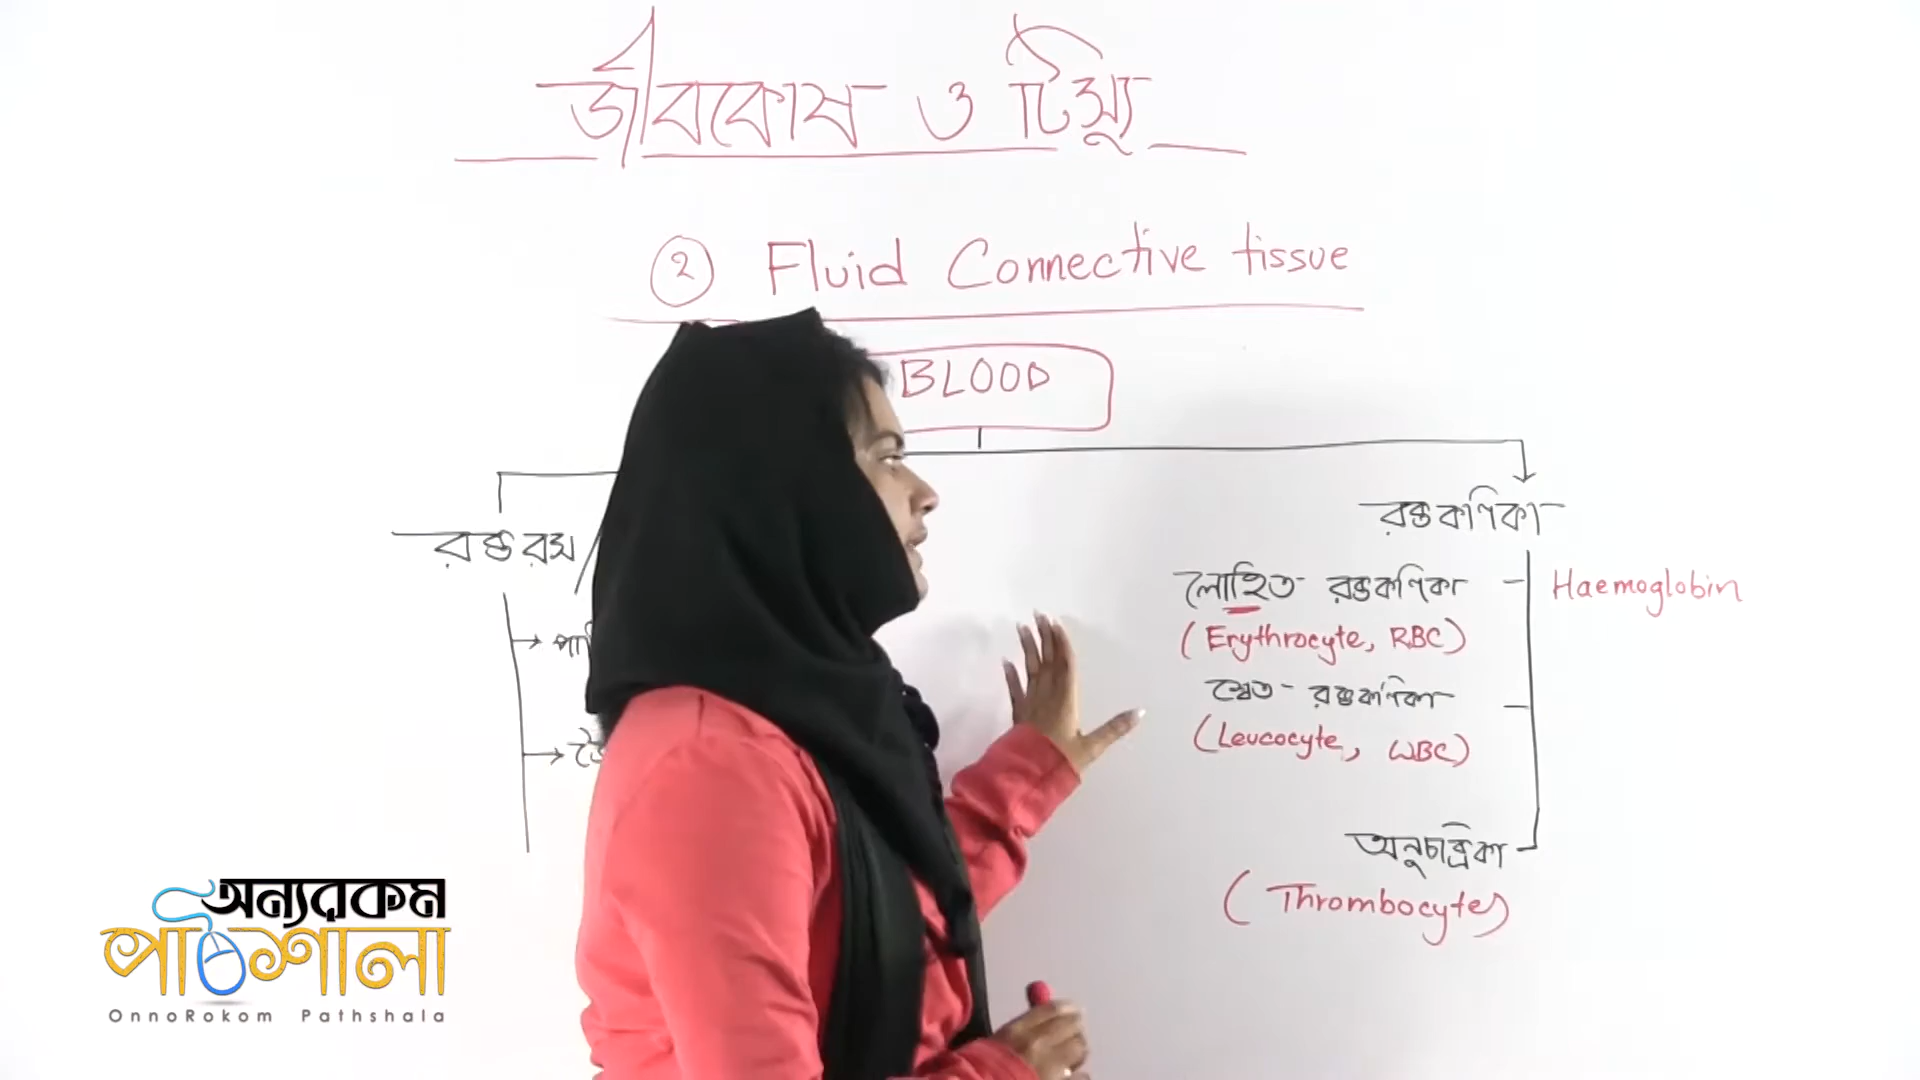 জীবকোষ ও টিস্যু
2 Fluid Connective tissue
BLOOD
রক্তরস
রক্তকণিকা
লোহিত রক্তকণিকা - Haemoglobin
(Erythrocyte, RBC)
শ্বেত - রক্তকণিকা
(Leucocyte, WBC)
অনুচক্রিকা
(Thrombocyte)
অন্যরকম
পাঠশালা
OnnoRokom Pathshala